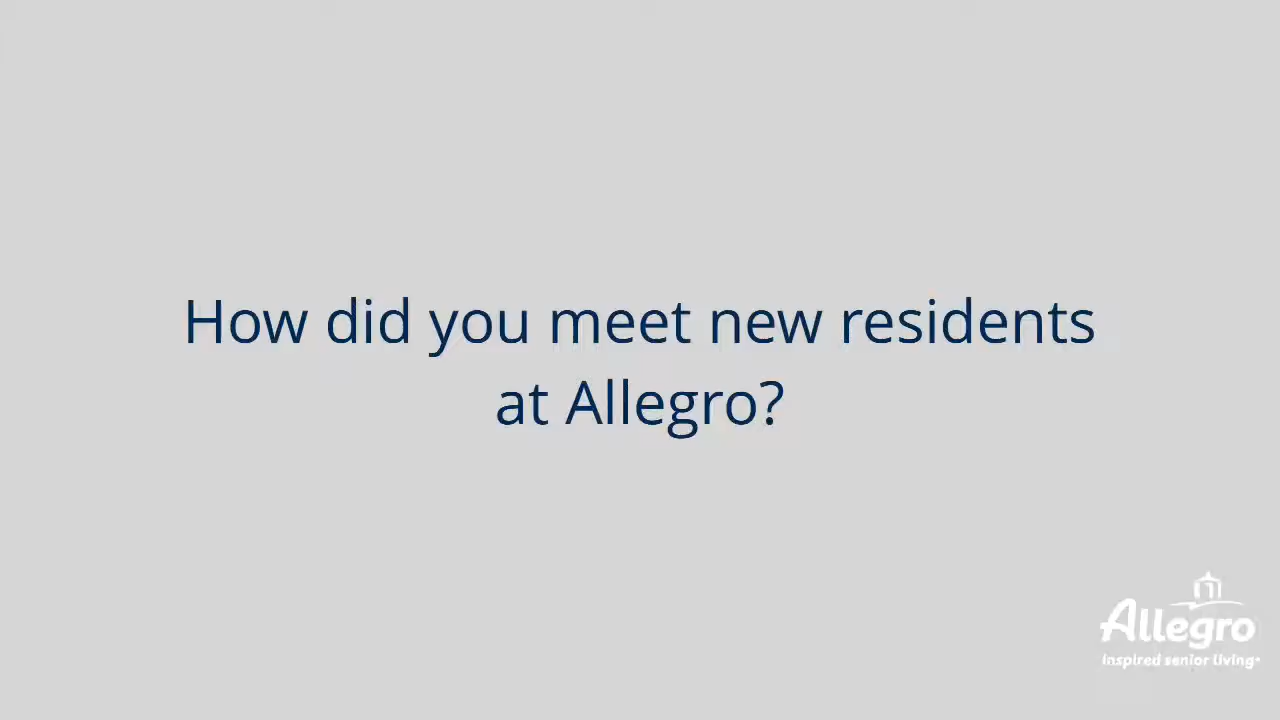 How did you meet new residents
at Allegro?
Allegro
inspired senior living